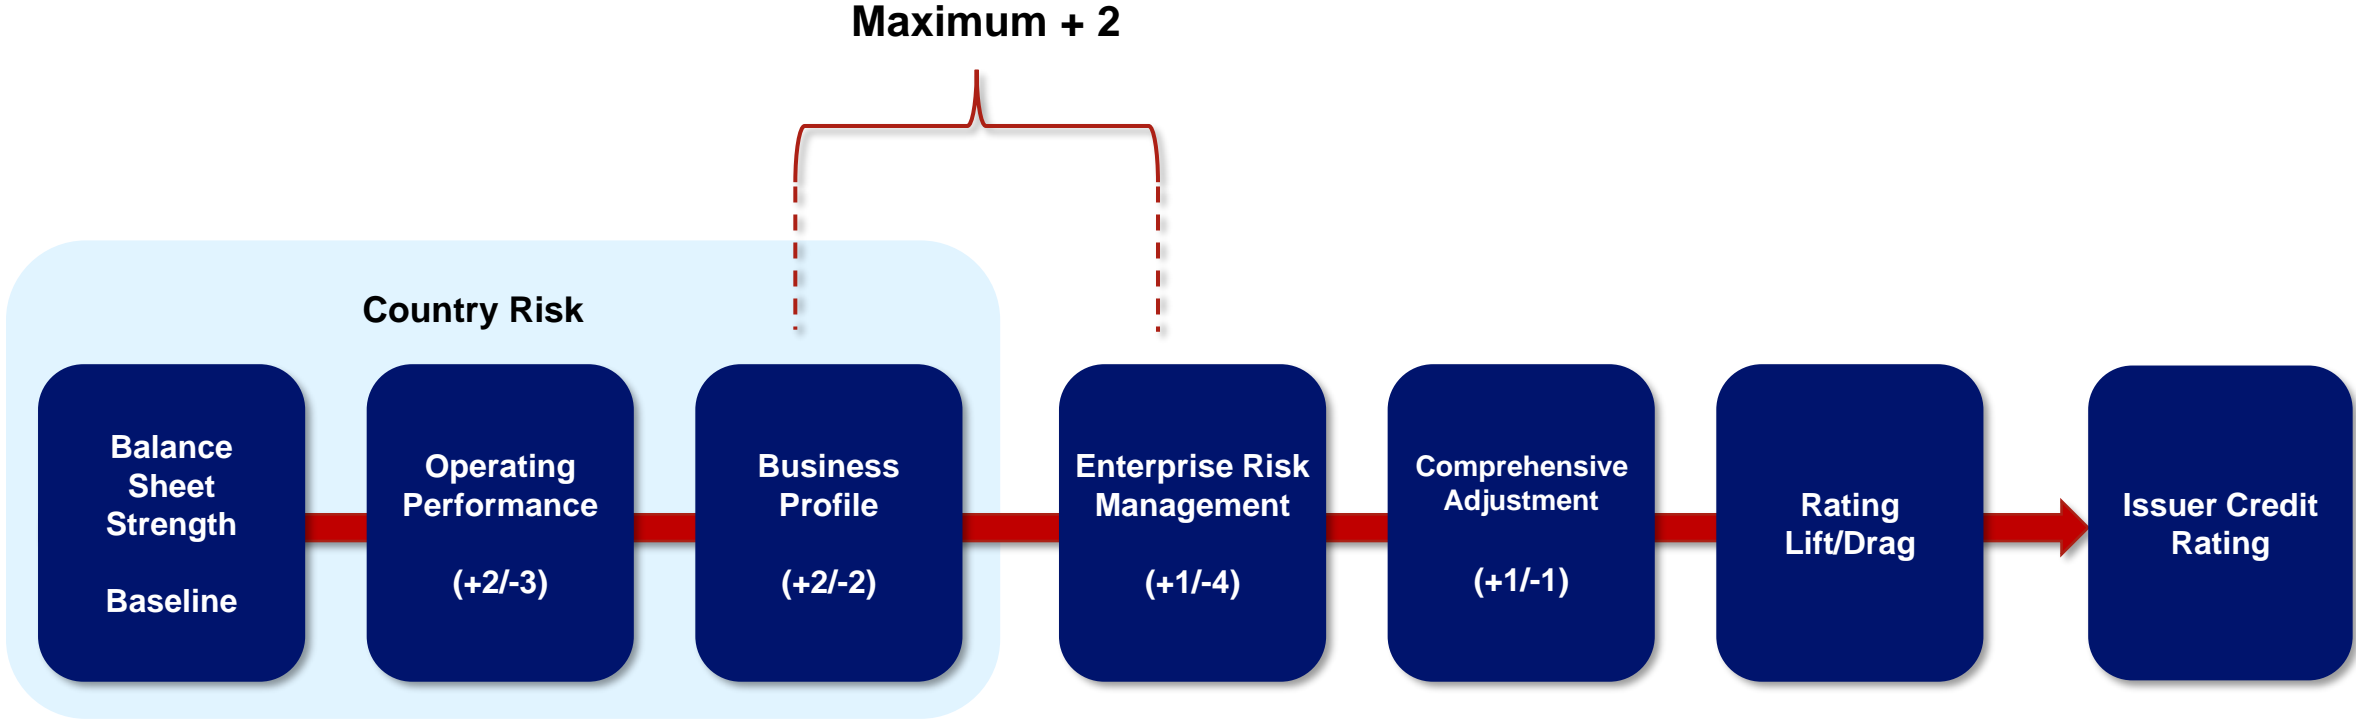 Maximum + 2
Country Risk
Balance
Sheet
Strength
Baseline
Operating
Performance
(+2/-3)
Business
Profile
(+2/-2)
Enterprise Risk
Management
(+1/-4)
Comprehensive
Adjustment
(+1/-1)
Rating
Lift/Drag
Issuer Credit
Rating